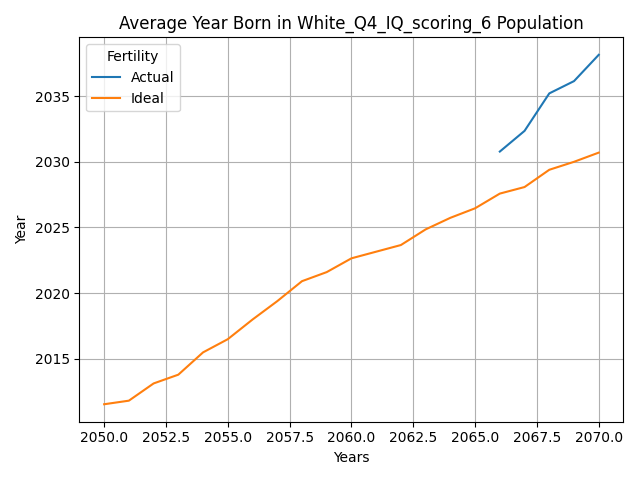 Average Year Born in White_Q4_IQ_scoring_6 Population
Fertility
Actual
Ideal
2035
2030
2025
2020
2015
Year
2050.0 2052.5 2055.0 2057.5 2060.0 2062.5 2065.0 2067.5 2070.0
Years